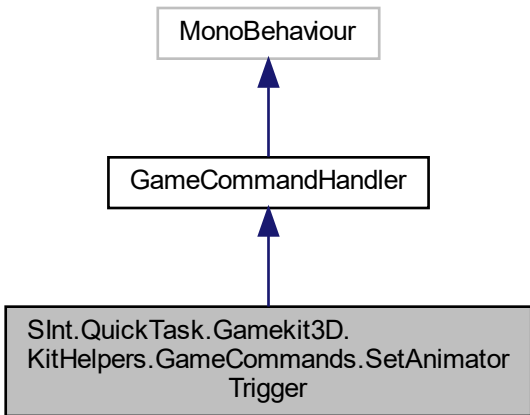 MonoBehaviour
GameCommandHandler
SInt.QuickTask.Gamekit3D.
KitHelpers.GameCommands.SetAnimator
Trigger